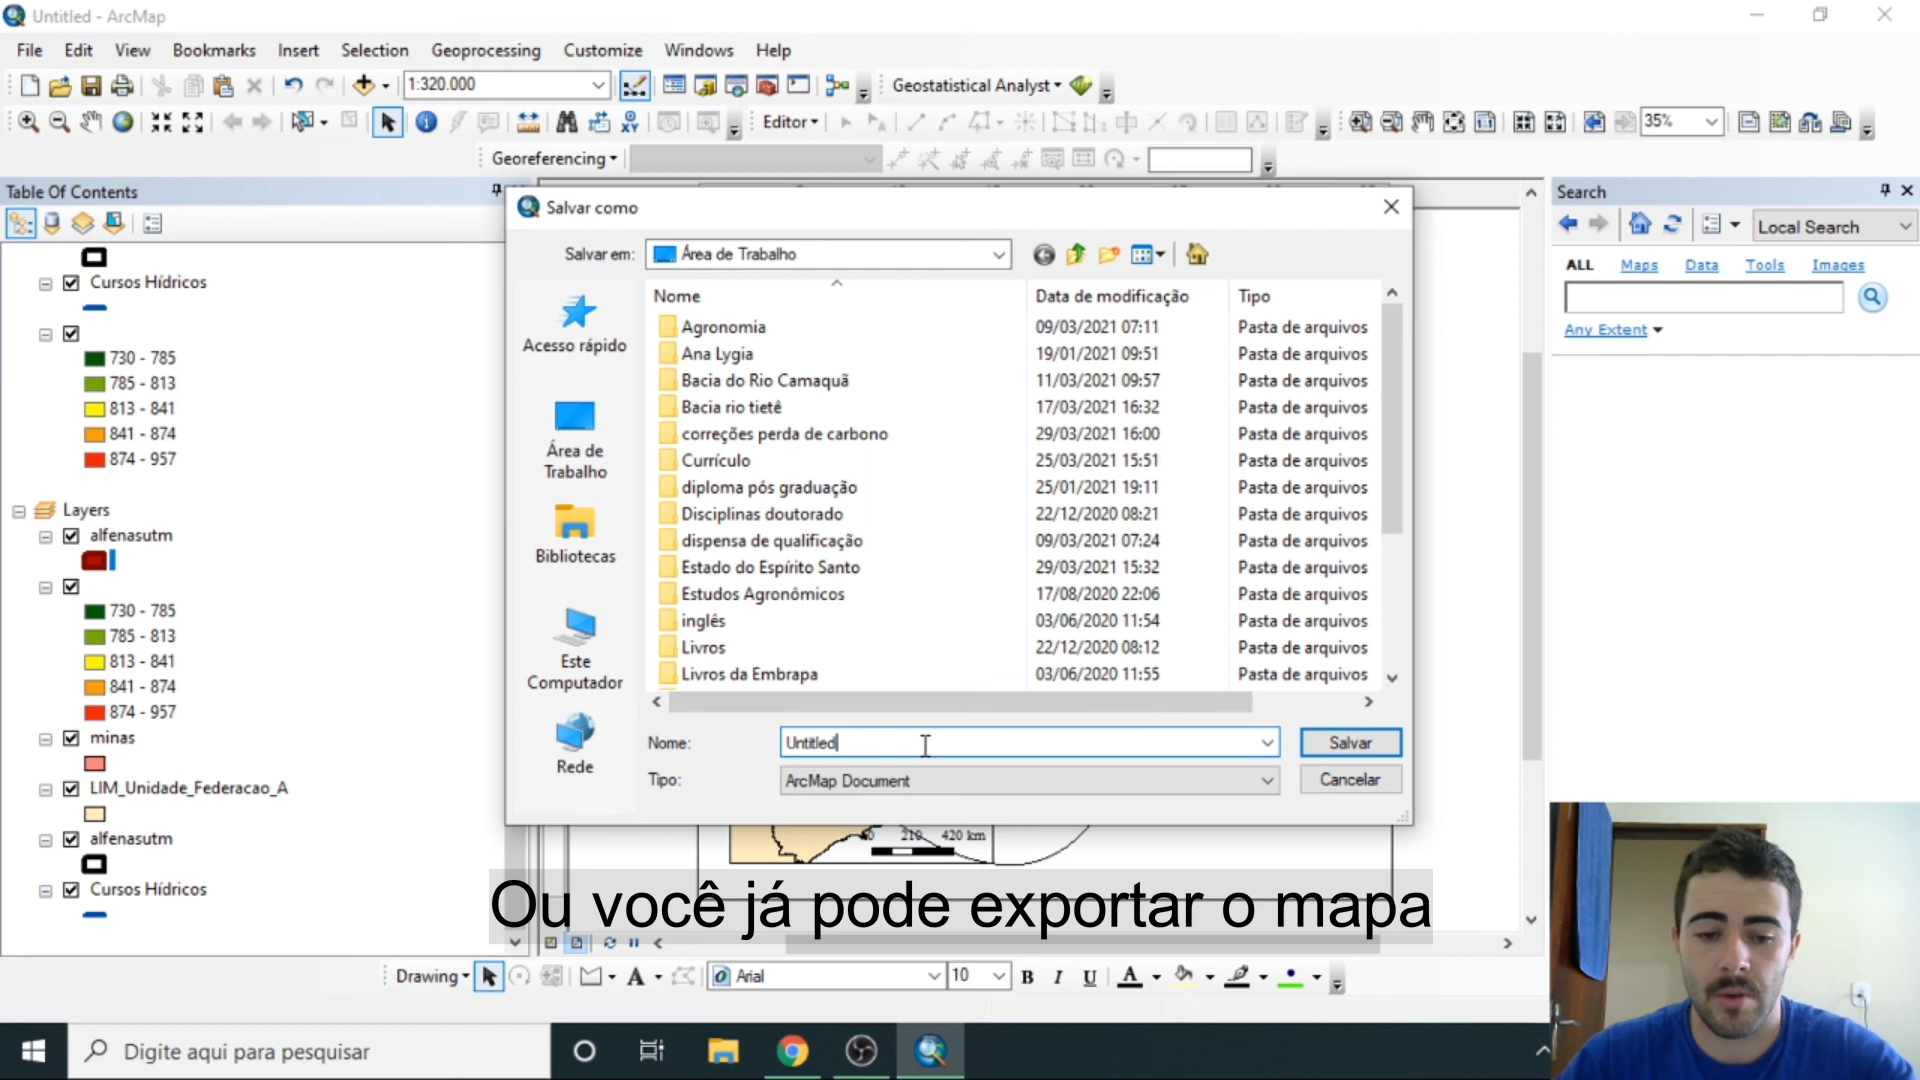 Untitled - ArcMap
File Edit View Bookmarks Insert Selection Geoprocessing Customize Windows Help
1:320.000
Geostatistical Analyst
Editor
35%
Georeferencing
Table Of Contents
Cursos Hídricos
730 - 785
785 - 813
813 - 841
841 - 874
874 - 957
Layers
alfenasutm
730 - 785
785 - 813
813 - 841
841 - 874
874 - 957
minas
LIM_Unidade_Federacao_A
alfenasutm
Cursos Hídricos
Salvar como
Salvar em: Área de Trabalho
Acesso rápido
Área de
Trabalho
Bibliotecas
Este
Computador
Rede
Nome Data de modificação Tipo
Agronomia 09/03/2021 07:11 Pasta de arquivos
Ana Lygia 19/01/2021 09:51 Pasta de arquivos
Bacia do Rio Camaquã 11/03/2021 09:57 Pasta de arquivos
Bacia rio tietê 17/03/2021 16:32 Pasta de arquivos
correções perda de carbono 29/03/2021 16:00 Pasta de arquivos
Currículo 25/03/2021 15:51 Pasta de arquivos
diploma pós graduação 25/01/2021 19:11 Pasta de arquivos
Disciplinas doutorado 22/12/2020 08:21 Pasta de arquivos
dispensa de qualificação 09/03/2021 07:24 Pasta de arquivos
Estado do Espírito Santo 29/03/2021 15:32 Pasta de arquivos
Estudos Agronômicos 17/08/2020 22:06 Pasta de arquivos
inglês 03/06/2020 11:54 Pasta de arquivos
Livros 22/12/2020 08:12 Pasta de arquivos
Livros da Embrapa 03/06/2020 11:55 Pasta de arquivos
Nome: Untitled Salvar
Tipo: ArcMap Document Cancelar
0 210 420 km
Search
Local Search
ALL Maps Data Tools Images
Any Extent
Ou você já pode exportar o mapa
Drawing A Arial 10 B I U A
Digite aqui para pesquisar